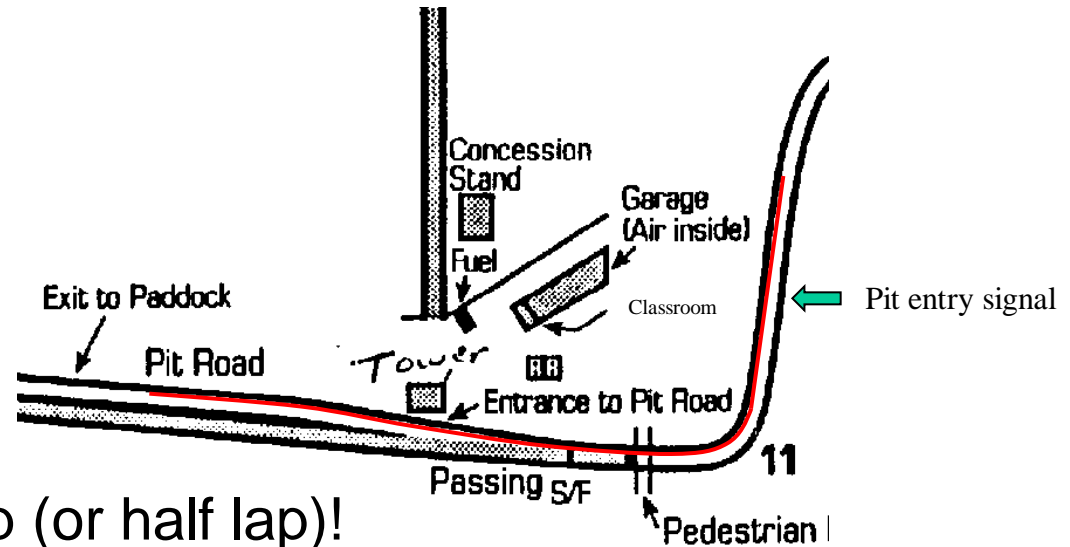 Concession
Stand
Garage
(Air inside)
Fuel
Exit to Paddock
Classroom
Pit entry signal
Pit Road
Tower
RR
Entrance to Pit Road
11
Passing
S/F
(or half lap)!
Pedestrian